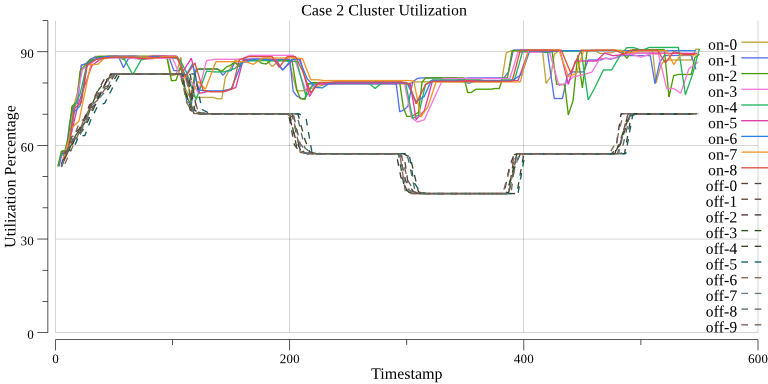 Case 2 Cluster Utilization
Utilization Percentage
90
60
30
0
0
200
400
600
Timestamp
on-0
on-1
on-2
on-3
on-4
on-5
on-6
on-7
on-8
off-0
off-1
off-2
off-3
off-4
off-5
off-6
off-7
off-8
off-9